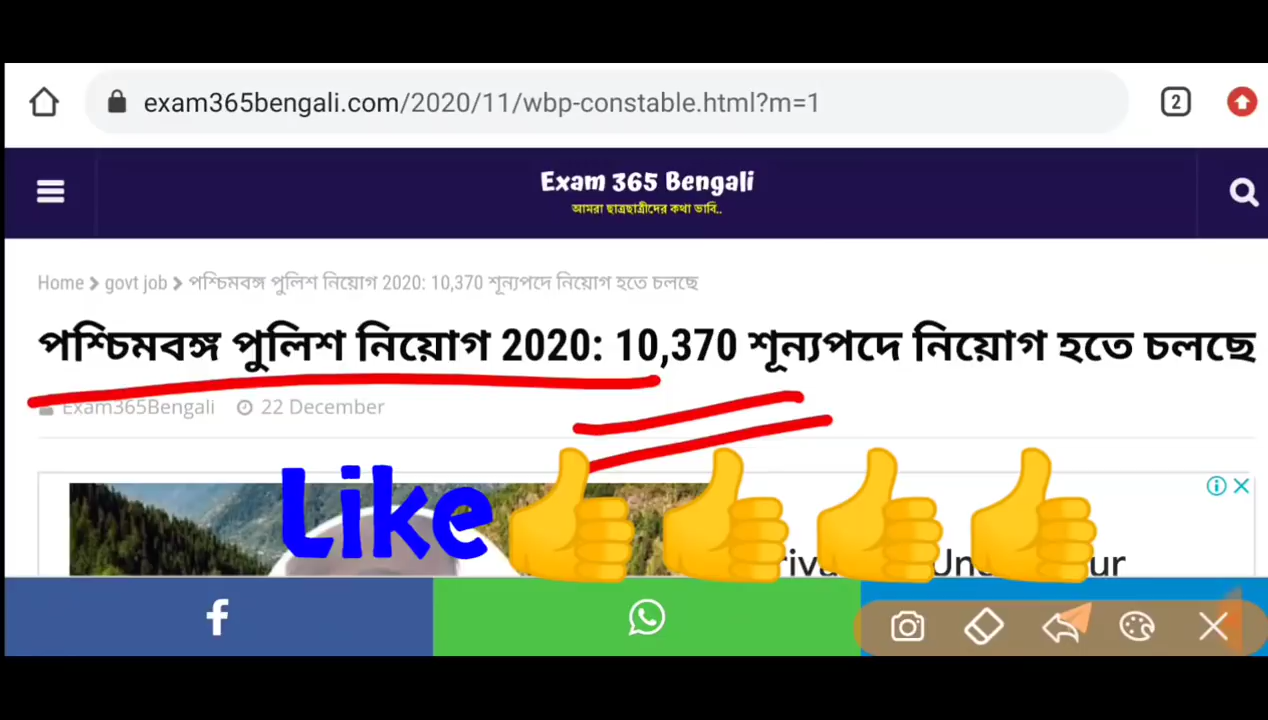 exam365bengali.com/2020/11/wbp-constable.html?m=1
2
Exam 365 Bengali
আমরা ছাত্রছাত্রীদের কথা ভাবি..
Home > govt job > পশ্চিমবঙ্গ পুলিশ নিয়োগ 2020: 10,370 শূন্যপদে নিয়োগ হতে চলছে
পশ্চিমবঙ্গ পুলিশ নিয়োগ 2020: 10,370 শূন্যপদে নিয়োগ হতে চলছে
Exam365Bengali 22 December
Like